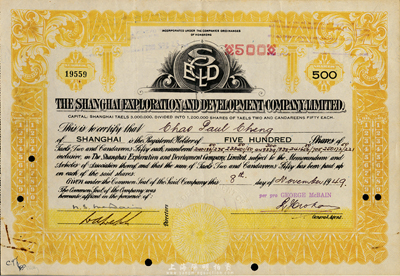 INCORPORATED UNDER THE COMPANIES ORDINANCES
OF HONGKONG
25002
SEDL
19559
500
THE SHANGHAI EXPLORATION AND DEVELOPMENT COMPANY, LIMITED.
CAPITAL: SHANGHAI TAELS 3,000,000, DIVIDED INTO 1,200,000 SHARES OF TAELS TWO AND CANDAREENS FIFTY EACH.
This is to certify that Chao Paul Cheng
of SHANGHAI is the Registered Holder of FIVE HUNDRED Shares of
Taels Two and Candareens Fifty each numbered
inclusive, in The Shanghai Exploration and Development Company, Limited, subject to the Memorandum and
Articles of Association thereof and that the sum of Taels Two and Candareens Fifty has been paid up
on each of the said shares.
Given under the Common Seal of the said Company this 8th day of November 1949.
The Common Seal of the Company was
hereunto affixed in the presence of
per pro GEORGE McBAIN
Directors
General Agents.